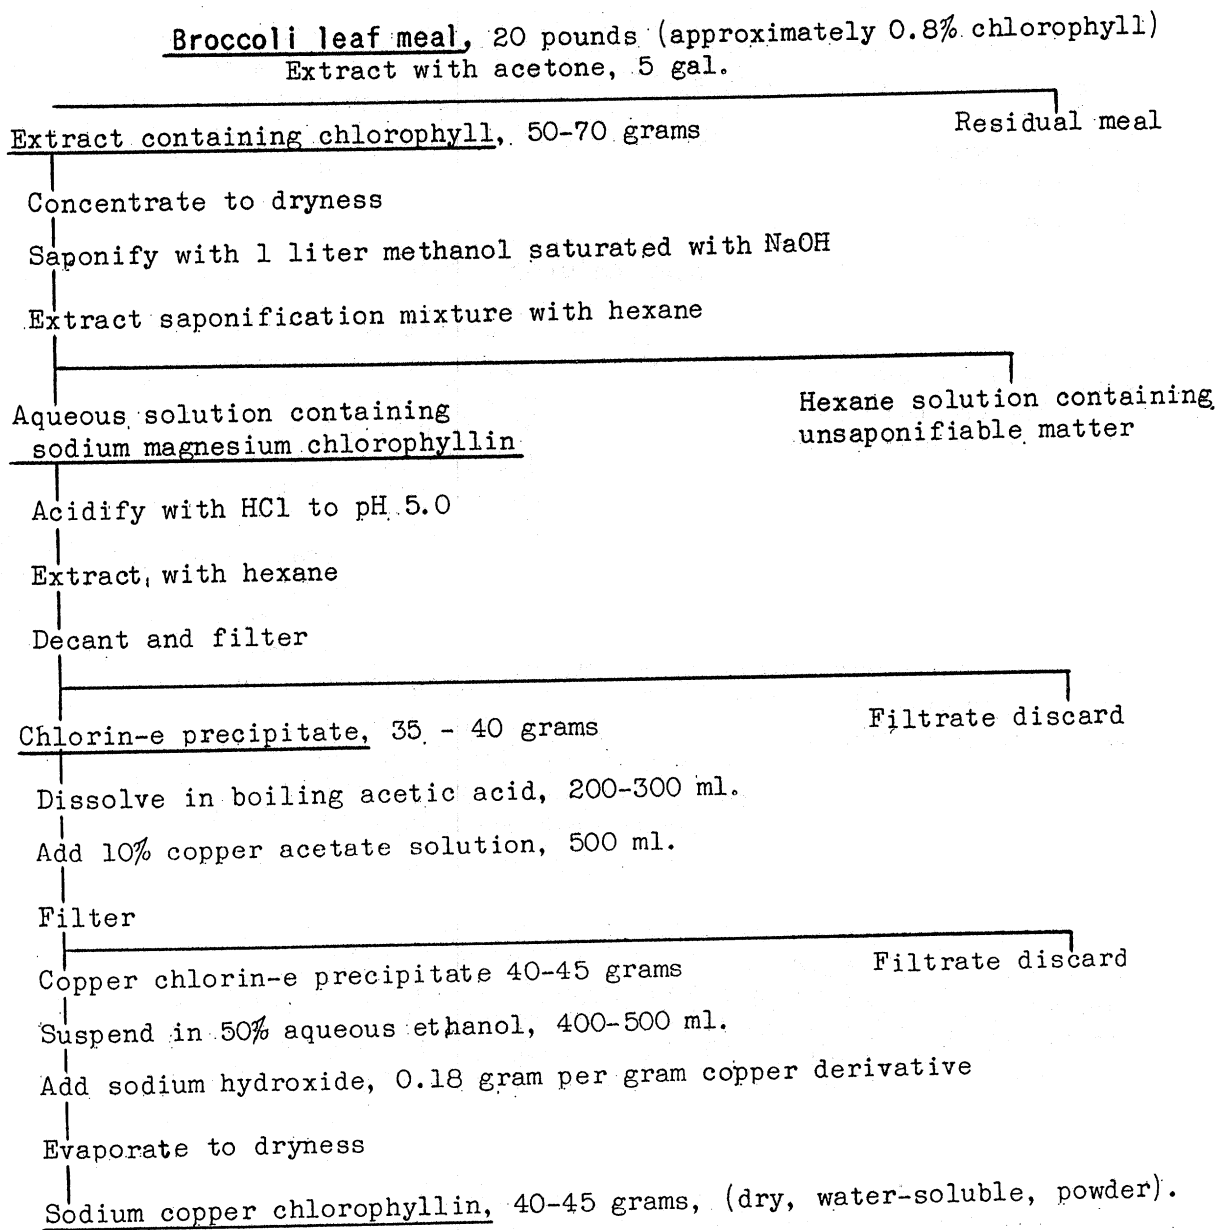 Broccoli leaf meal, 20 pounds (approximately 0.8% chlorophyll)
Extract with acetone, 5 gal.
Extract containing chlorophyll, 50-70 grams
Residual meal
Concentrate to dryness
Saponify with 1 liter methanol saturated with NaOH
Extract saponification mixture with hexane
Aqueous solution containing
sodium magnesium chlorophyllin
Hexane solution containing
unsaponifiable matter
Acidify with HCl to pH 5.0
Extract with hexane
Decant and filter
Chlorin-e precipitate, 35 - 40 grams
Filtrate discard
Dissolve in boiling acetic acid, 200-300 ml.
Add 10% copper acetate solution, 500 ml.
Filter
Copper chlorin-e precipitate 40-45 grams
Filtrate discard
Suspend in 50% aqueous ethanol, 400-500 ml.
Add sodium hydroxide, 0.18 gram per gram copper derivative
Evaporate to dryness
Sodium copper chlorophyllin, 40-45 grams, (dry, water-soluble, powder).